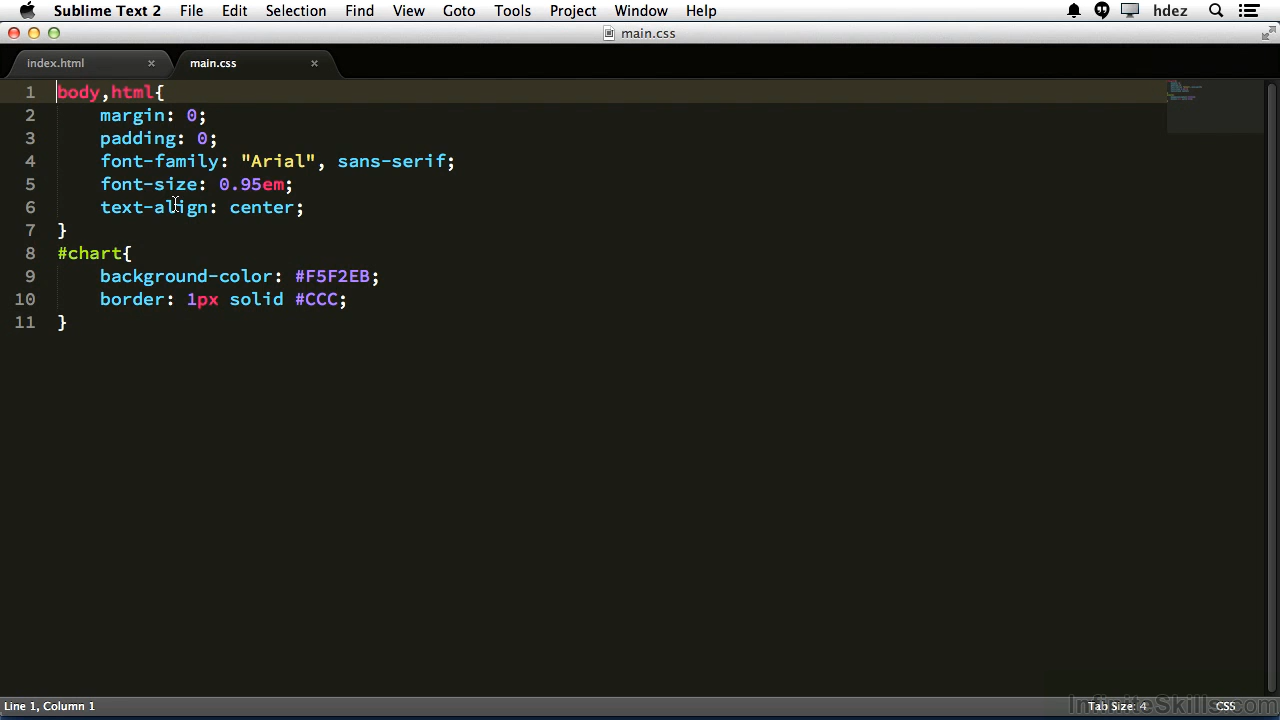 Sublime Text 2 File Edit Selection Find View Goto Tools Project Window Help hdez
main.css
index.html × main.css ×
1 body,html{
2 margin: 0;
3 padding: 0;
4 font-family: "Arial", sans-serif;
5 font-size: 0.95em;
6 text-align: center;
7 }
8 #chart{
9 background-color: #F5F2EB;
10 border: 1px solid #CCC;
11 }
InfiniteSkills.com
Line 1, Column 1 Tab Size: 4 CSS